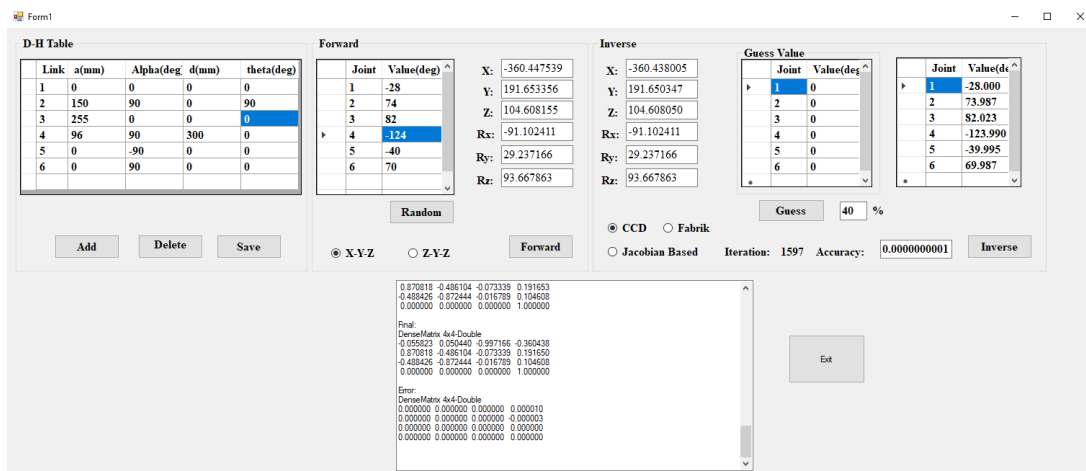 Form1
D-H Table
Link a(mm) Alpha(deg d(mm) theta(deg)
1 0 0 0 0
2 150 90 0 90
3 255 0 0 0
4 96 90 300 0
5 0 -90 0 0
6 0 90 0 0
Add Delete Save
Forward
Joint Value(deg)
1 -28
2 74
3 82
4 -124
5 -40
6 70
Random
X-Y-Z Z-Y-Z
X: -360.447539
Y: 191.653356
Z: 104.608155
Rx: -91.102411
Ry: 29.237166
Rz: 93.667863
Forward
Inverse
X: -360.438005
Y: 191.650347
Z: 104.608050
Rx: -91.102411
Ry: 29.237166
Rz: 93.667863
Guess Value
Joint Value(deg
1 0
2 0
3 0
4 0
5 0
6 0
*
Joint Value(de
1 -28.000
2 73.987
3 82.023
4 -123.990
5 -39.995
6 69.987
*
Guess 40 %
CCD Fabrik
Jacobian Based Iteration: 1597 Accuracy: 0.0000000001 Inverse
0.870818 -0.486104 -0.073339 0.191653
-0.488426 -0.872444 -0.016789 0.104608
0.000000 0.000000 0.000000 1.000000
Final:
DenseMatrix 4x4-Double
-0.055823 0.050440 -0.997166 -0.360438
0.870818 -0.486104 -0.073339 0.191650
-0.488426 -0.872444 -0.016789 0.104608
0.000000 0.000000 0.000000 1.000000
Error:
DenseMatrix 4x4-Double
0.000000 0.000000 0.000000 0.000010
0.000000 0.000000 0.000000 -0.000003
0.000000 0.000000 0.000000 0.000000
0.000000 0.000000 0.000000 0.000000
Exit